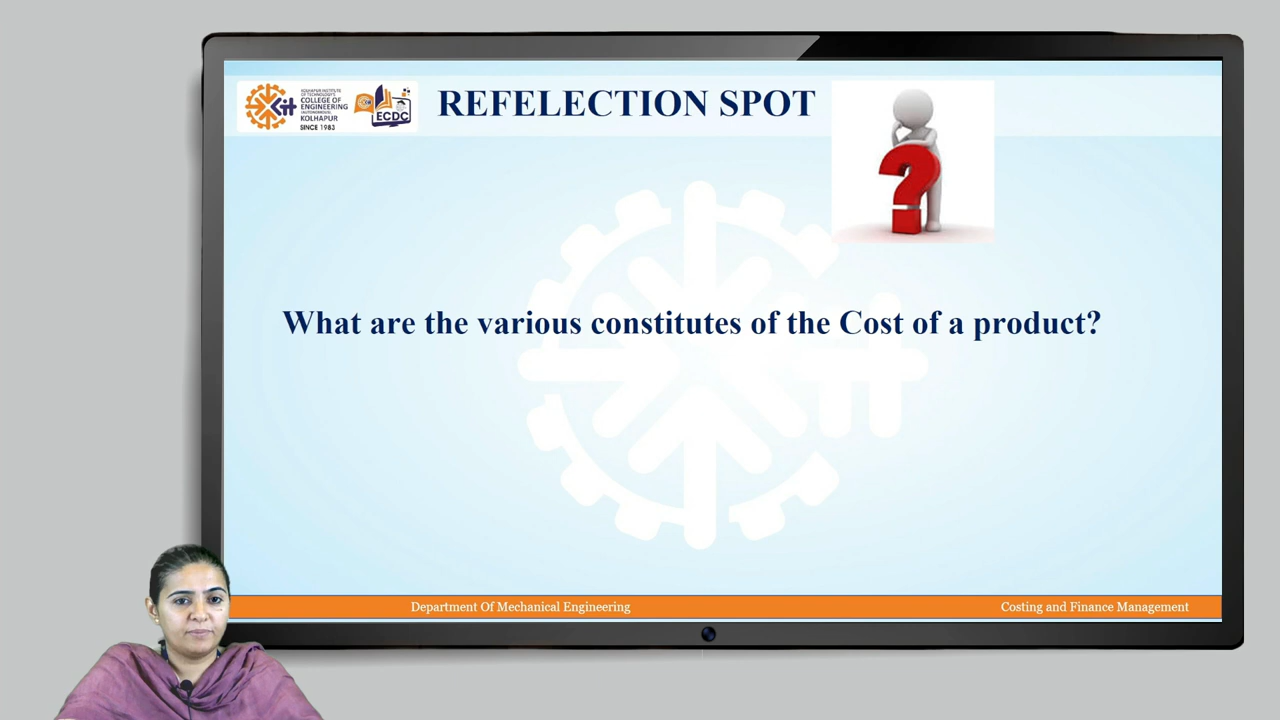 KOLHAPUR INSTITUTE
OF TECHNOLOGY'S
COLLEGE OF
ENGINEERING
(AUTONOMOUS),
KOLHAPUR
SINCE 1983
ECDC
REFELECTION SPOT
What are the various constitutes of the Cost of a product?
Department Of Mechanical Engineering
Costing and Finance Management